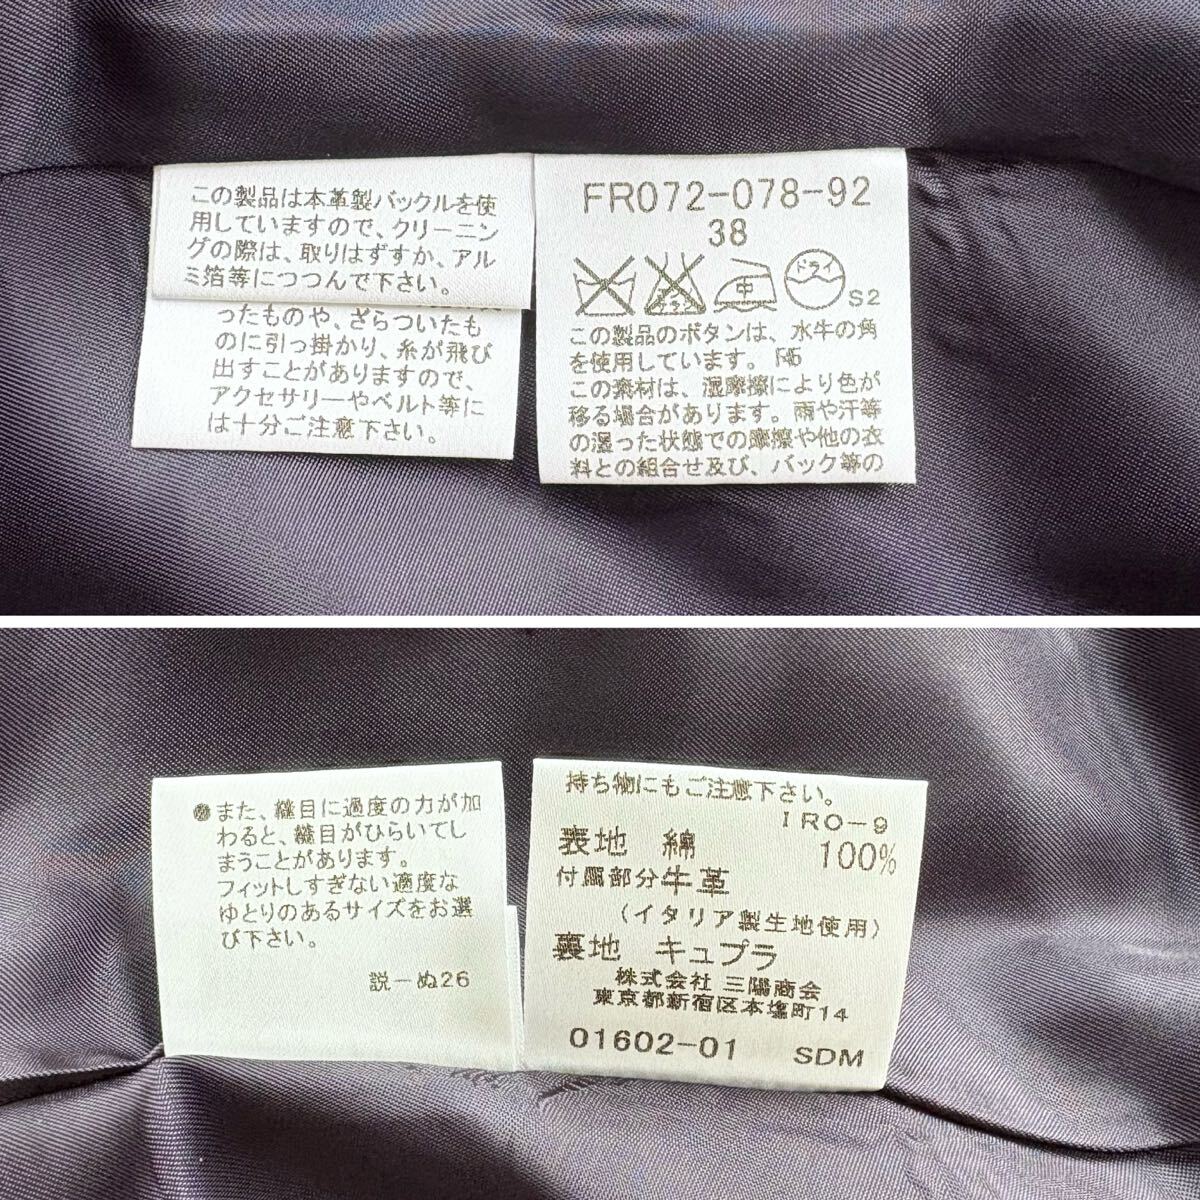 この製品は本革製バックルを使
用していますので、クリーニン
グの際は、取りはずすか、アル
ミ箔等につつんで下さい。
ったものや、ざらついたも
のに引っ掛かり、糸が飛び
出すことがありますので、
アクセサリーやベルト等に
は十分ご注意下さい。
FR072-078-92
38
エンソサラシ
中
ドライ
S2
この製品のボタンは、水牛の角
を使用しています。F45
この素材は、湿摩擦により色が
移る場合があります。雨や汗等
の湿った状態での摩擦や他の衣
料との組合せ及び、バック等の
また、縫目に過度の力が加
わると、縫目がひらいてし
まうことがあります。
フィットしすぎない適度な
ゆとりのあるサイズをお選
び下さい。
説ーぬ26
持ち物にもご注意下さい。
IRO-9
表地 綿 100%
付属部分牛革
(イタリア製生地使用)
裏地 キュプラ
株式会社 三陽商会
東京都新宿区本塩町14
01602-01 SDM